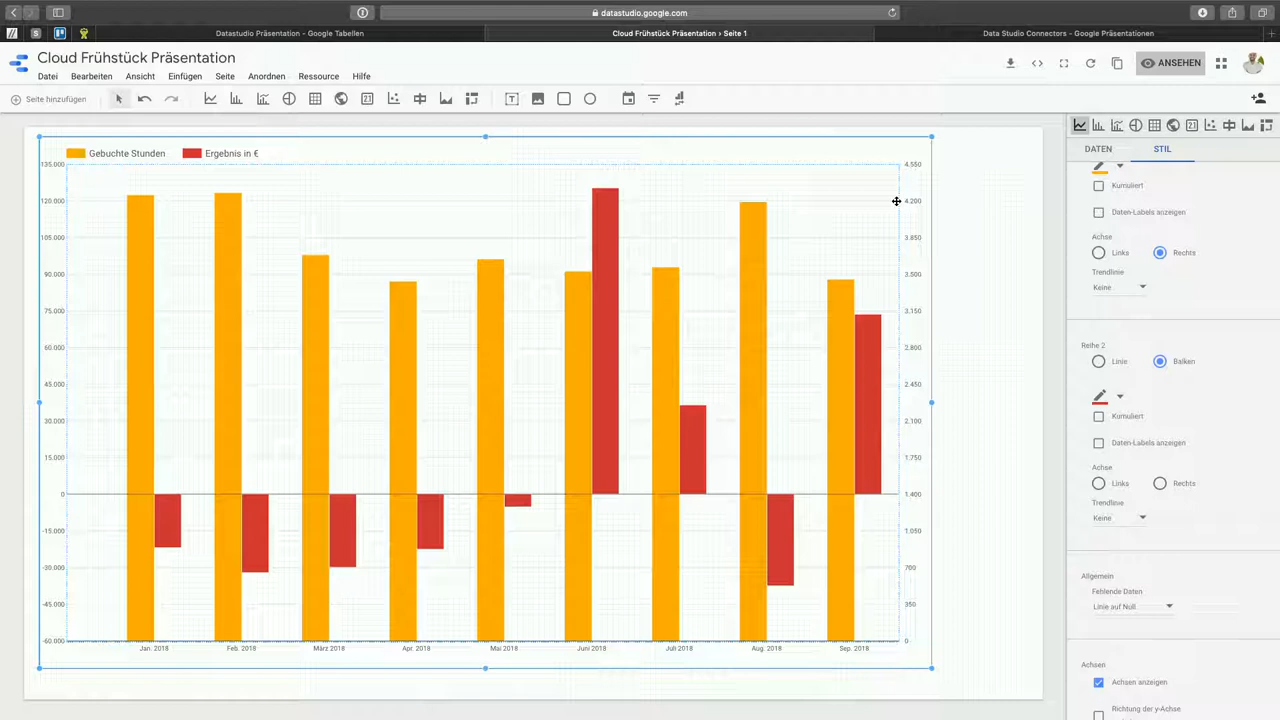 datastudio.google.com
Datastudio Präsentation - Google Tabellen
Cloud Frühstück Präsentation › Seite 1
Data Studio Connectors - Google Präsentationen
Cloud Frühstück Präsentation
Datei Bearbeiten Ansicht Einfügen Seite Anordnen Ressource Hilfe
ANSEHEN
Seite hinzufügen
DATEN STIL
Gebuchte Stunden Ergebnis in €
135.000 4.550
120.000 4.200
105.000 3.850
90.000 3.500
75.000 3.150
60.000 2.800
45.000 2.450
30.000 2.100
15.000 1.750
0 1.400
-15.000 1.050
-30.000 700
-45.000 350
-60.000 0
Jan. 2018 Feb. 2018 März 2018 Apr. 2018 Mai 2018 Juni 2018 Juli 2018 Aug. 2018 Sep. 2018
Kumuliert
Daten-Labels anzeigen
Achse
Links Rechts
Trendlinie
Keine
Reihe 2
Linie Balken
Kumuliert
Daten-Labels anzeigen
Achse
Links Rechts
Trendlinie
Keine
Allgemein
Fehlende Daten
Linie auf Null
Achsen
Achsen anzeigen
Richtung der y-Achse